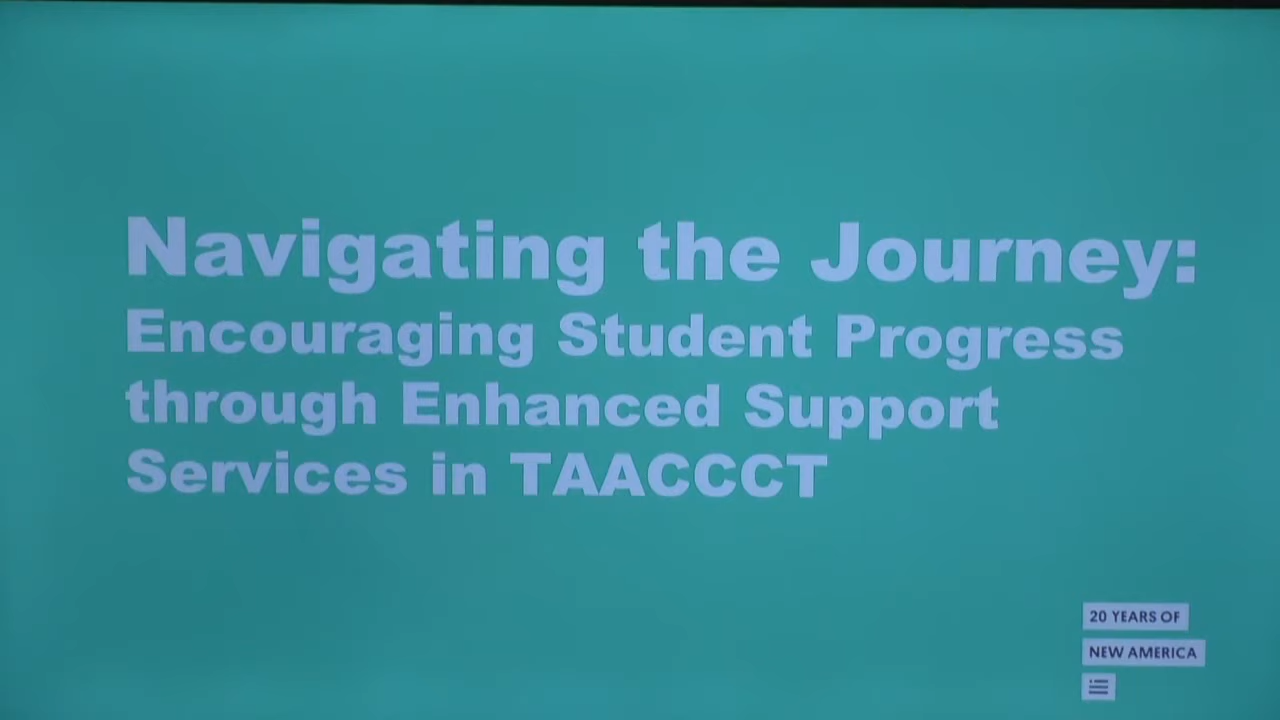 Navigating the Journey:
Encouraging Student Progress
through Enhanced Support
Services in TAACCCT
20 YEARS OF
NEW AMERICA